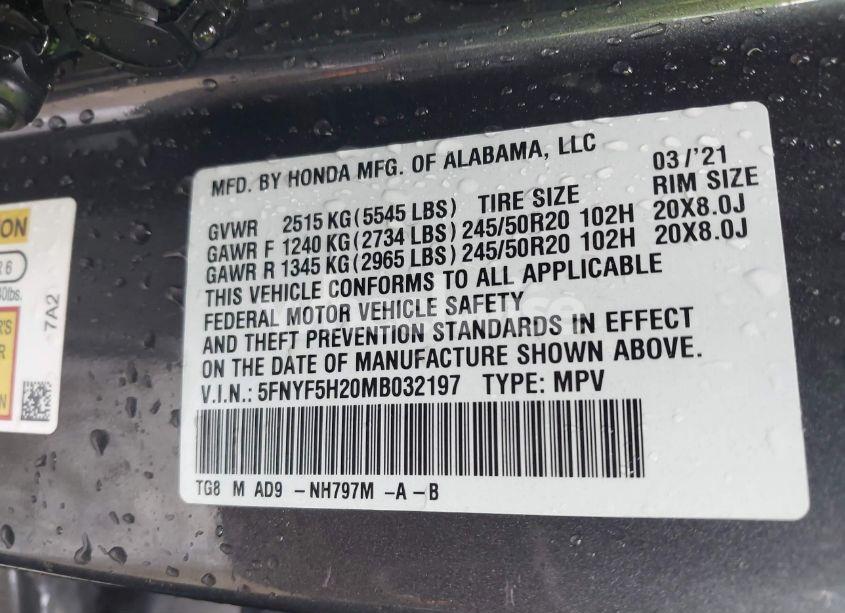 MFD. BY HONDA MFG. OF ALABAMA, LLC 03/'21
GVWR 2515 KG(5545 LBS) TIRE SIZE RIM SIZE
GAWR F 1240 KG(2734 LBS) 245/50R20 102H 20X8.0J
GAWR R 1345 KG(2965 LBS) 245/50R20 102H 20X8.0J
THIS VEHICLE CONFORMS TO ALL APPLICABLE
FEDERAL MOTOR VEHICLE SAFETY
AND THEFT PREVENTION STANDARDS IN EFFECT
ON THE DATE OF MANUFACTURE SHOWN ABOVE.
V.I.N.: 5FNYF5H20MB032197 TYPE: MPV
TG8 M AD9 -NH797M -A -B
7A2